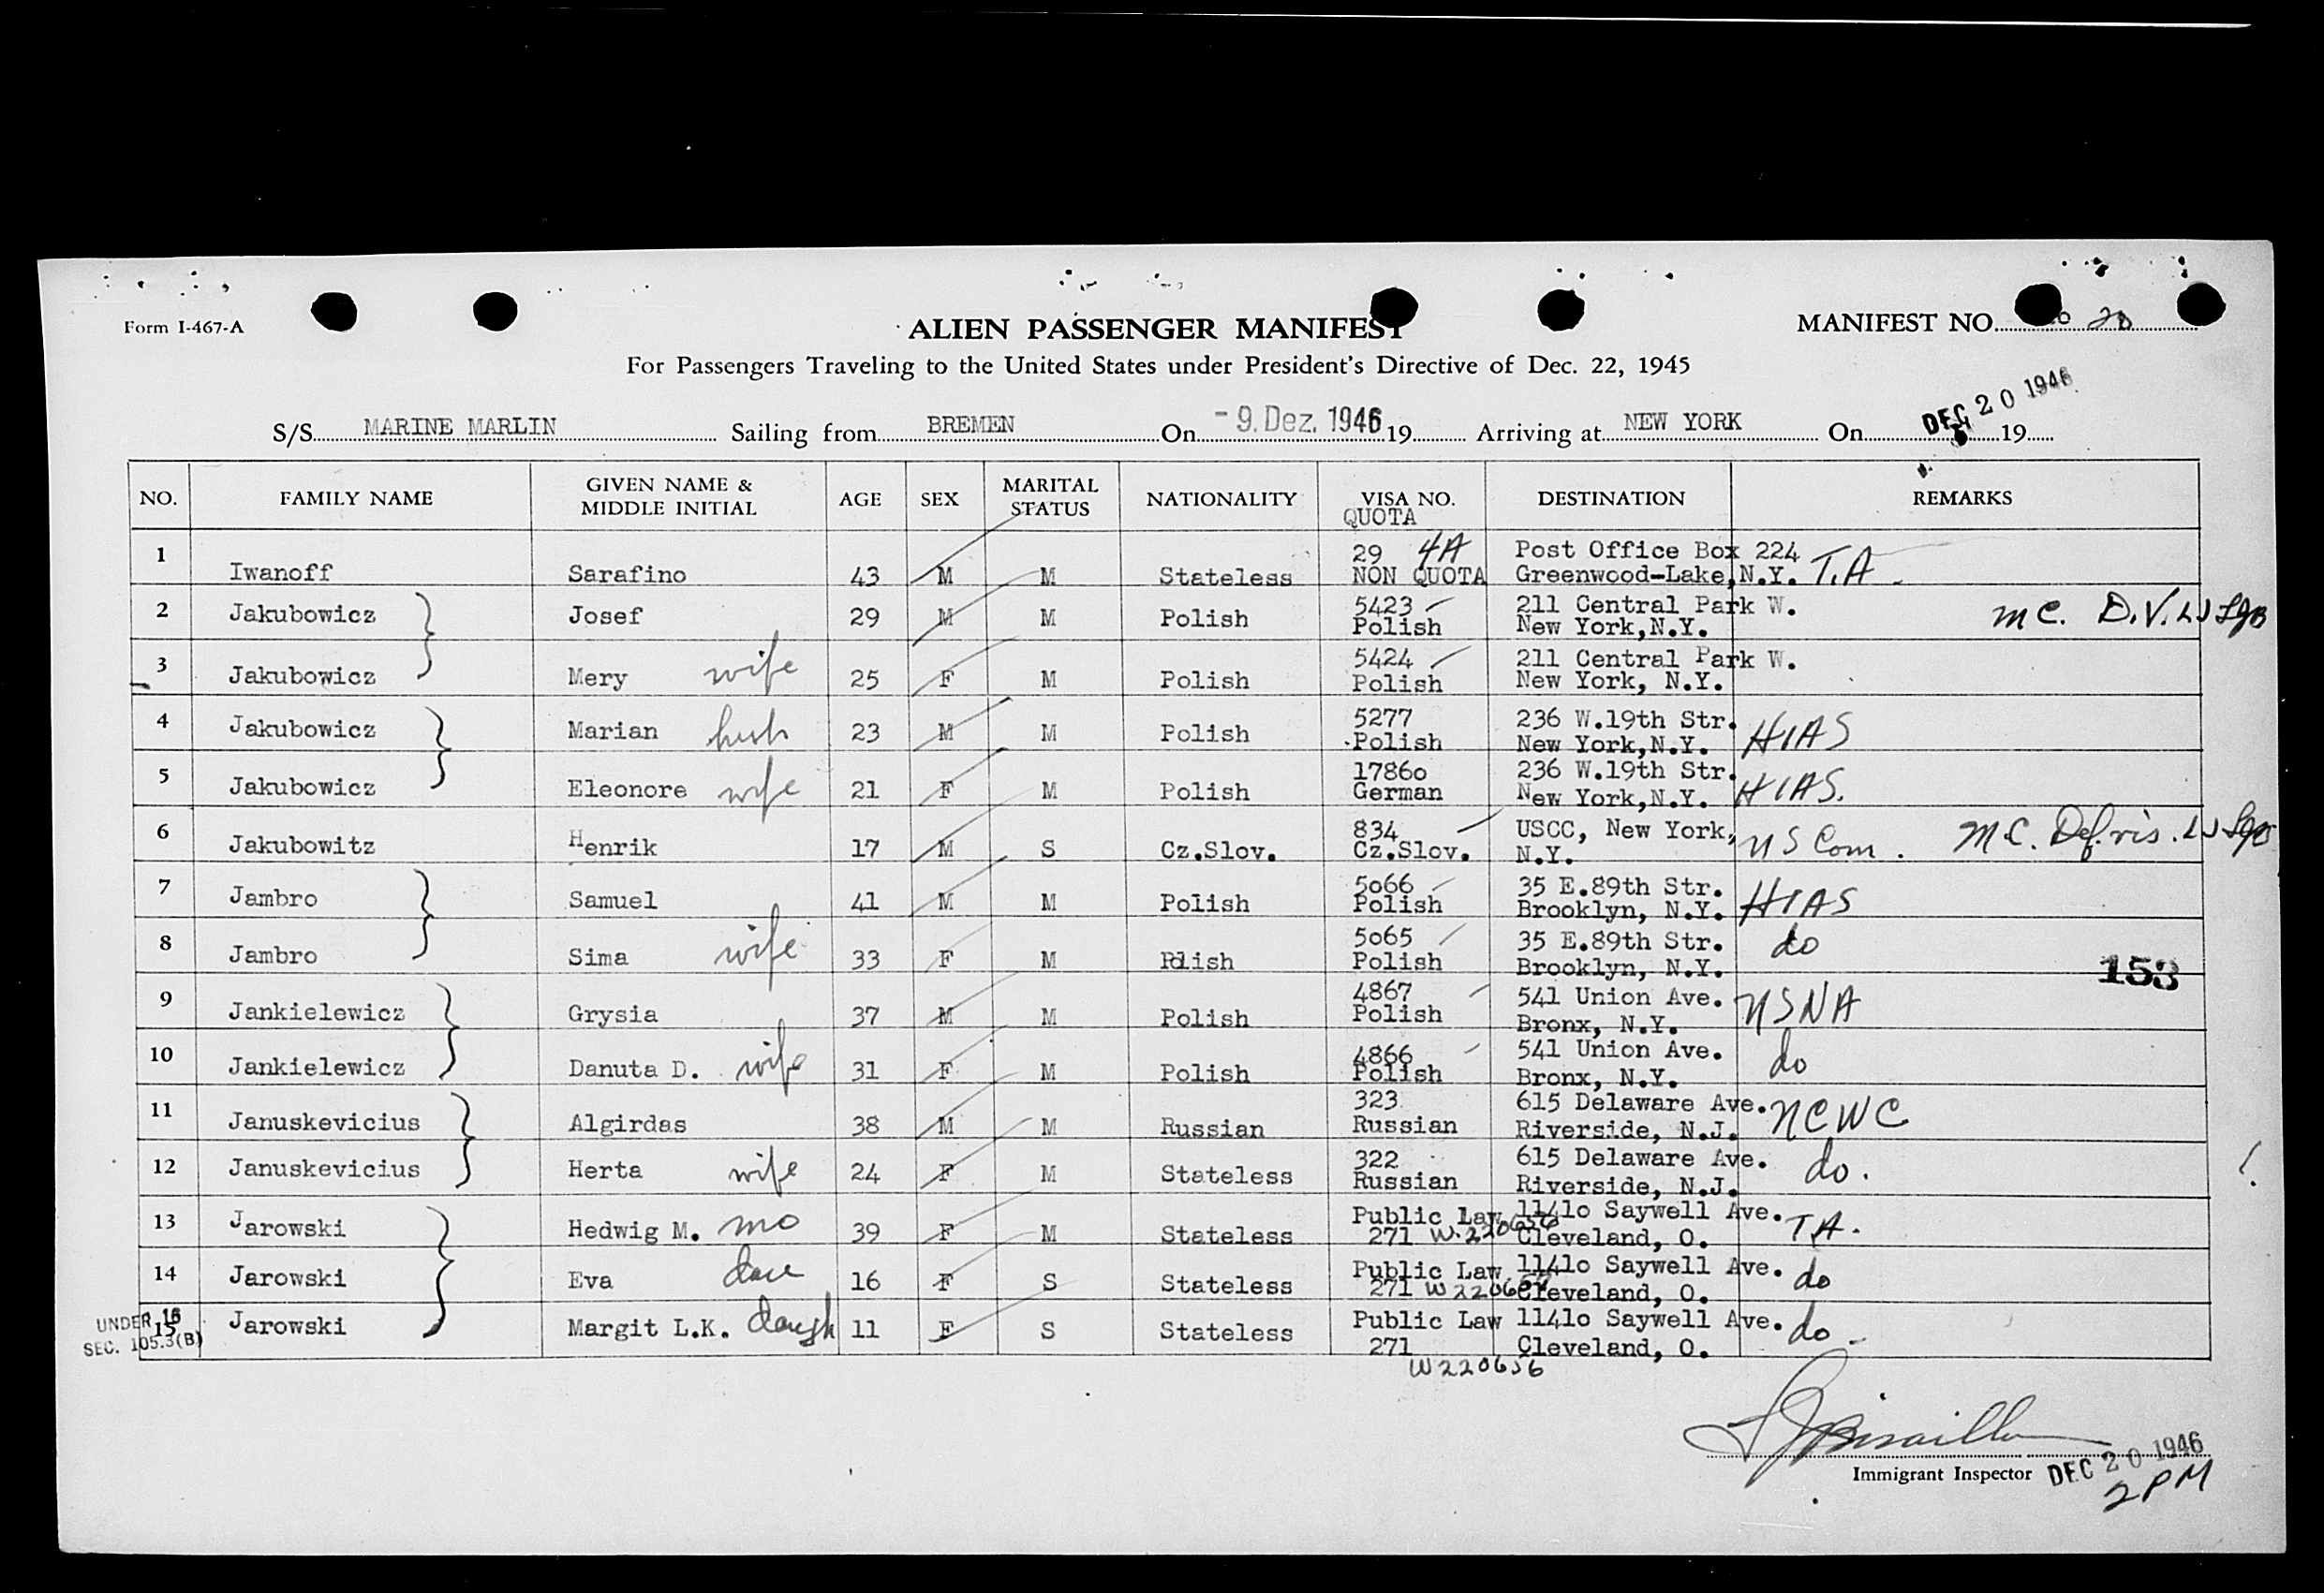 Form I-467-A
ALIEN PASSENGER MANIFEST
MANIFEST NO.
For Passengers Traveling to the United States under President's Directive of Dec. 22, 1945
S/S MARINE MARLIN Sailing from BREMEN On - 9. Dez. 1946 19 Arriving at NEW YORK On DEC 20 1946 19
NO. FAMILY NAME GIVEN NAME & MIDDLE INITIAL AGE SEX MARITAL STATUS NATIONALITY VISA NO. QUOTA DESTINATION REMARKS
1 Iwanoff Sarafino 43 M M Stateless 29 4A NON QUOTA Post Office Box 224 Greenwood-Lake,N.Y. T.A.
2 Jakubowicz Josef 29 M M Polish 5423 Polish 211 Central Park W. New York,N.Y. MC. D.V.
3 Jakubowicz Mery wife 25 F M Polish 5424 Polish 211 Central Park W. New York, N.Y.
4 Jakubowicz Marian hush 23 M M Polish 5277 Polish 236 W.19th Str. New York,N.Y. HIAS
5 Jakubowicz Eleonore wife 21 F M Polish 1786o German 236 W.19th Str. New York,N.Y. HIAS.
6 Jakubowitz Henrik 17 M S Cz.Slov. 834 Cz.Slov. USCC, New York, N.Y. US Com. MC. Def. vis.
7 Jambro Samuel 41 M M Polish 5o66 Polish 35 E.89th Str. Brooklyn, N.Y. HIAS
8 Jambro Sima wife 33 F M Polish 5o65 Polish 35 E.89th Str. Brooklyn, N.Y. do
153
9 Jankielewicz Grysia 37 M M Polish 4867 Polish 541 Union Ave. Bronx, N.Y. USNA
10 Jankielewicz Danuta D. wife 31 F M Polish 4866 Polish 541 Union Ave. Bronx, N.Y. do
11 Januskevicius Algirdas 38 M M Russian 323 Russian 615 Delaware Ave. Riverside, N.J. NCWC
12 Januskevicius Herta wife 24 F M Stateless 322 Russian 615 Delaware Ave. Riverside, N.J. do.
13 Jarowski Hedwig M. mo 39 F M Stateless Public Law 271 W.220656 1141o Saywell Ave. Cleveland, O. T.A.
14 Jarowski Eva 16 F S Stateless Public Law 271 1141o Saywell Ave. Cleveland, O. do
UNDER 16 SEC. 105.3(B)
15 Jarowski Margit L.K. daugh 11 F S Stateless Public Law 271 W220656 1141o Saywell Ave. Cleveland, O. do
Immigrant Inspector DEC 20 1946
2 PM